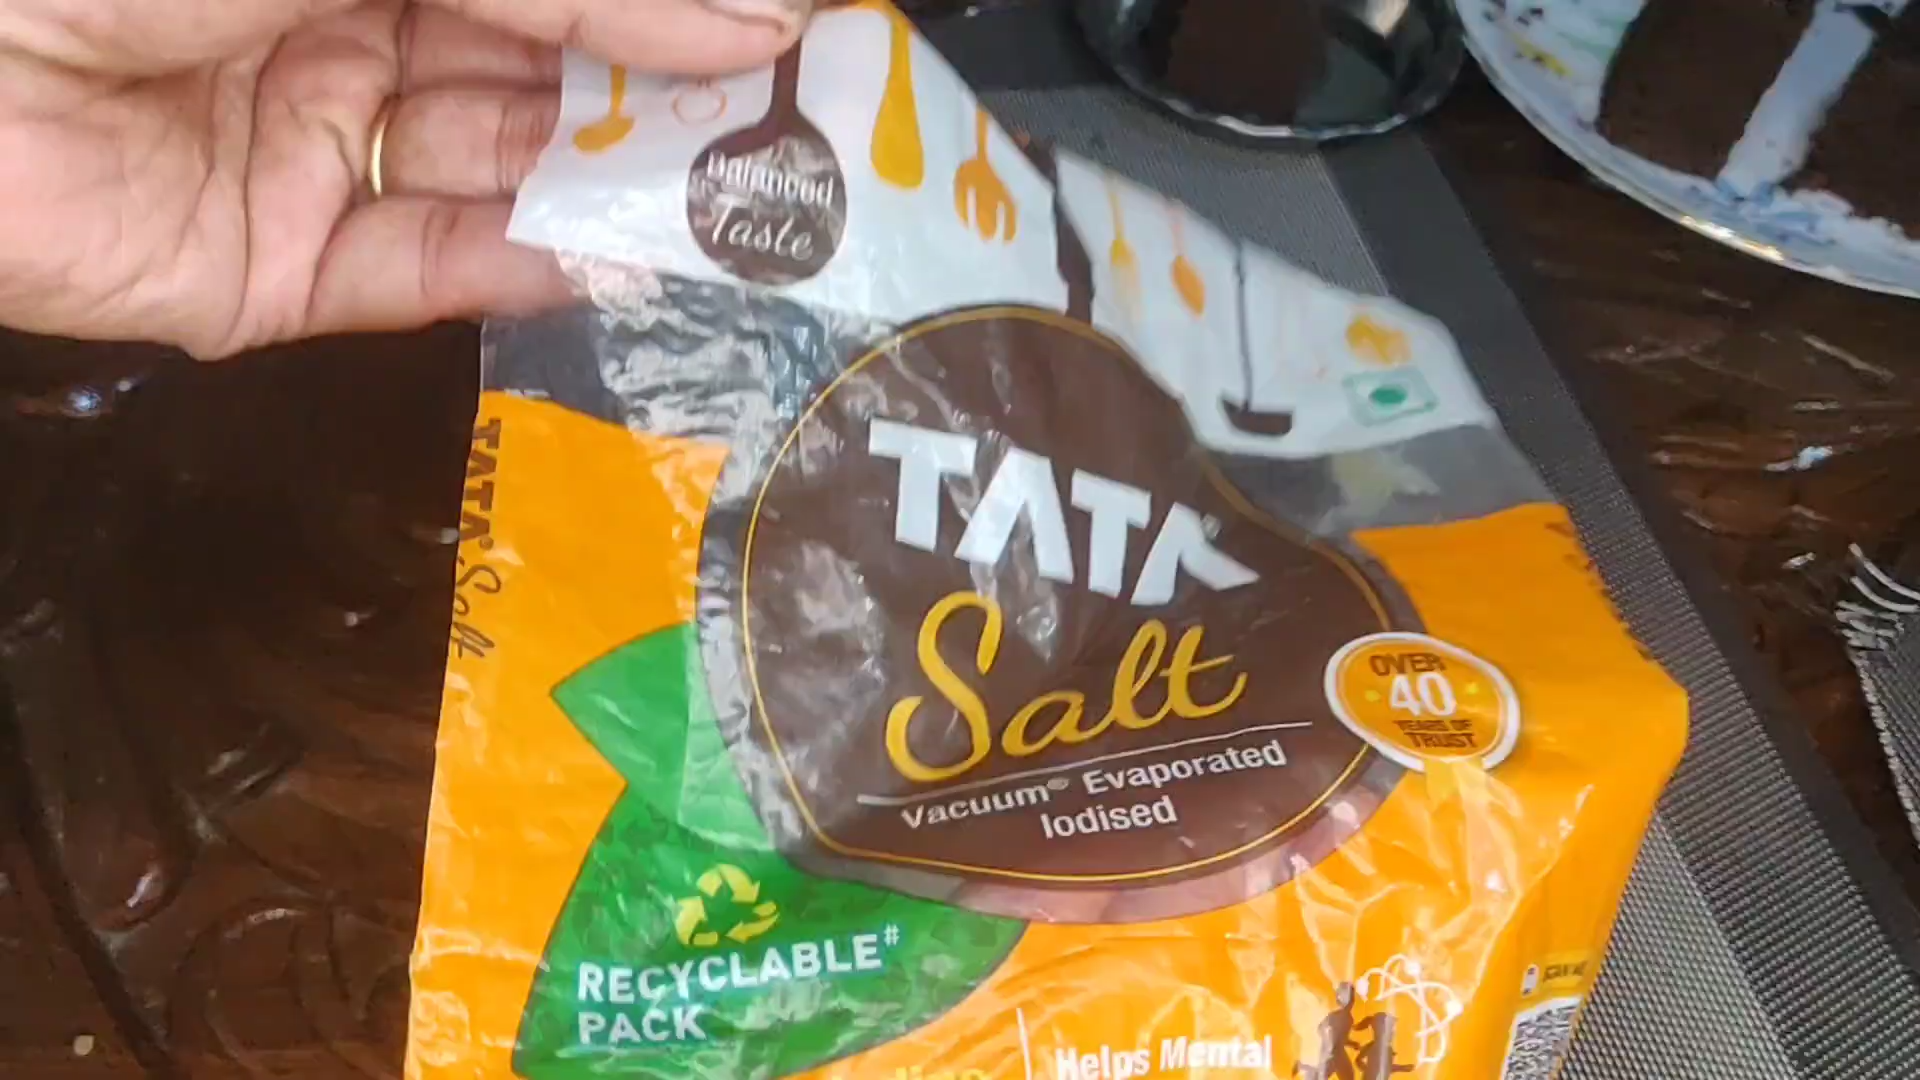 Balanced
Taste
TATA
Salt
Vacuum® Evaporated
Iodised
OVER
40
YEARS OF
TRUST
TATA Salt
RECYCLABLE#
PACK
Helps Mental